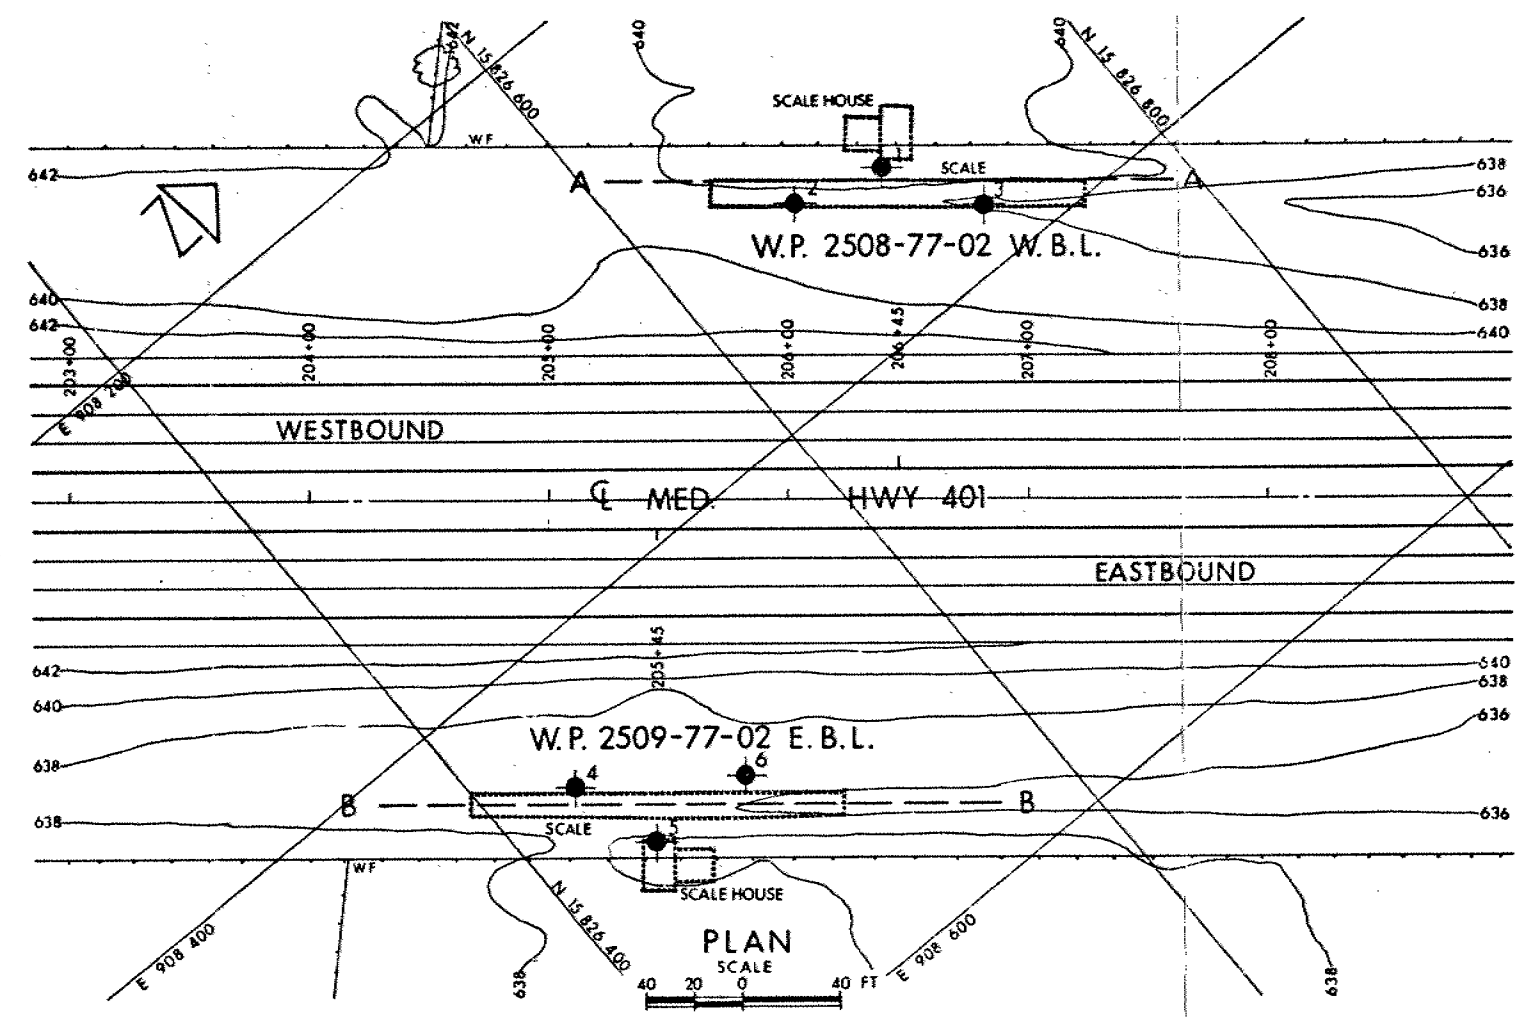 642
N 15 826 600
640
640
N 15 826 800
SCALE HOUSE
WF
1
642
A
SCALE
A
638
2
3
636
W.P. 2508-77-02 W.B.L.
636
640
638
642
640
203+00
204+00
205+00
206+00
206+45
207+00
208+00
E 908 200
WESTBOUND
℄ MED. HWY 401
EASTBOUND
205+45
642
640
640
638
636
W.P. 2509-77-02 E.B.L.
638
4
6
B
B
638
SCALE
5
636
WF
SCALE HOUSE
N 15 826 400
E 908 400
E 908 600
638
638
PLAN
SCALE
40 20 0 40 FT